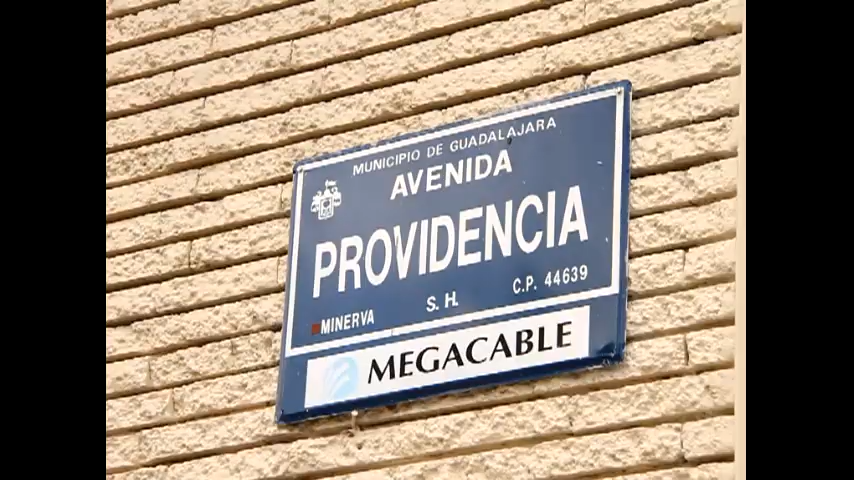 MUNICIPIO DE GUADALAJARA
AVENIDA
PROVIDENCIA
MINERVA S. H. C.P. 44639
MEGACABLE